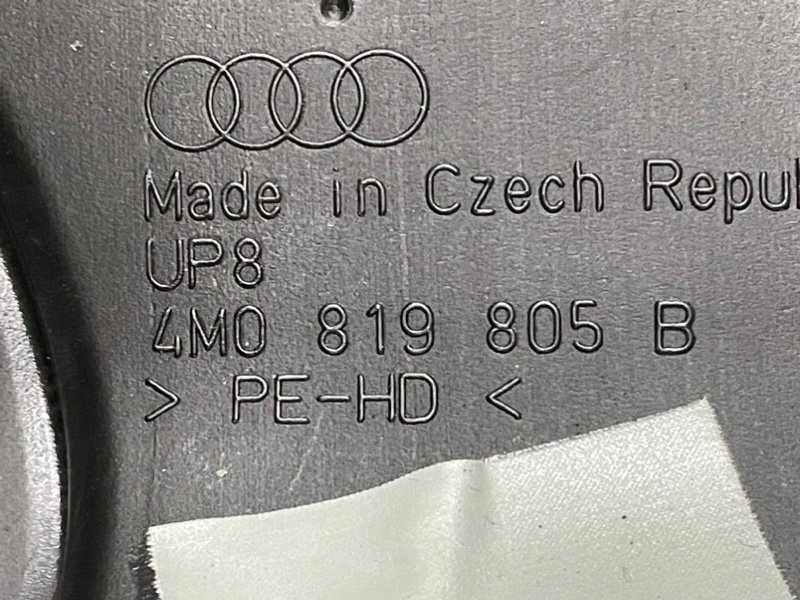 Made in Czech Repu
UP8
4M0 819 805 B
> PE-HD <